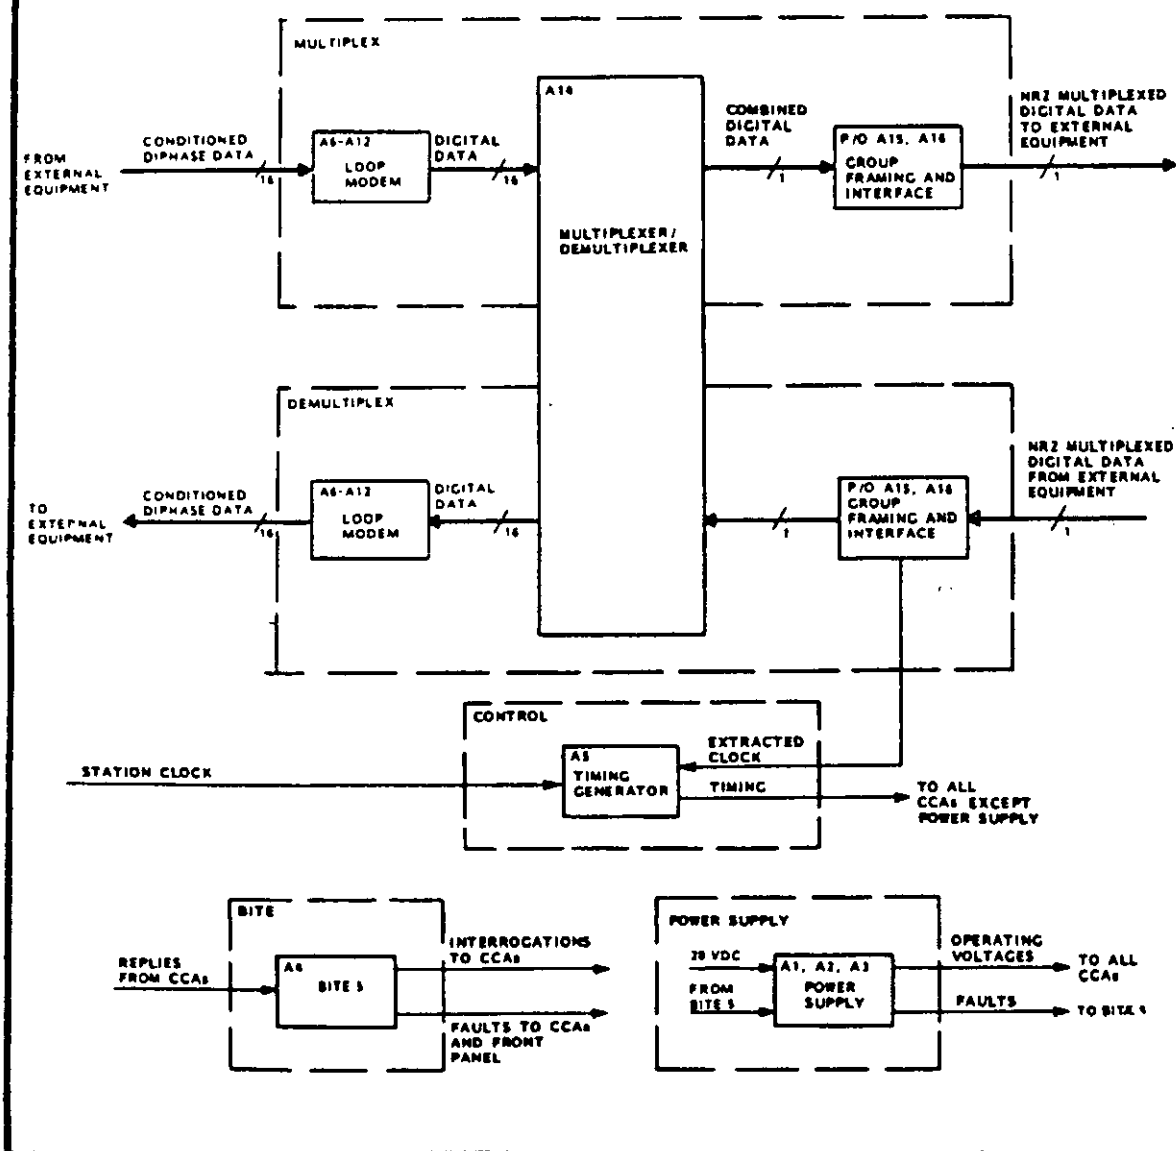 MULTIPLEX
FROM
EXTERNAL
EQUIPMENT
CONDITIONED
DIPHASE DATA
16
A6-A12
LOOP
MODEM
DIGITAL
DATA
16
A14
MULTIPLEXER/
DEMULTIPLEXER
COMBINED
DIGITAL
DATA
1
P/O A15, A16
GROUP
FRAMING AND
INTERFACE
NRZ MULTIPLEXED
DIGITAL DATA
TO EXTERNAL
EQUIPMENT
1
DEMULTIPLEX
TO
EXTERNAL
EQUIPMENT
CONDITIONED
DIPHASE DATA
16
A6-A12
LOOP
MODEM
DIGITAL
DATA
16
1
P/O A15, A16
GROUP
FRAMING AND
INTERFACE
NRZ MULTIPLEXED
DIGITAL DATA
FROM EXTERNAL
EQUIPMENT
1
CONTROL
STATION CLOCK
A5
TIMING
GENERATOR
EXTRACTED
CLOCK
TIMING
TO ALL
CCAs EXCEPT
POWER SUPPLY
BITE
REPLIES
FROM CCAs
A4
BITE S
INTERROGATIONS
TO CCAs
FAULTS TO CCAs
AND FRONT
PANEL
POWER SUPPLY
28 VDC
FROM
BITE S
A1, A2, A3
POWER
SUPPLY
OPERATING
VOLTAGES
TO ALL
CCAs
FAULTS
TO BITE